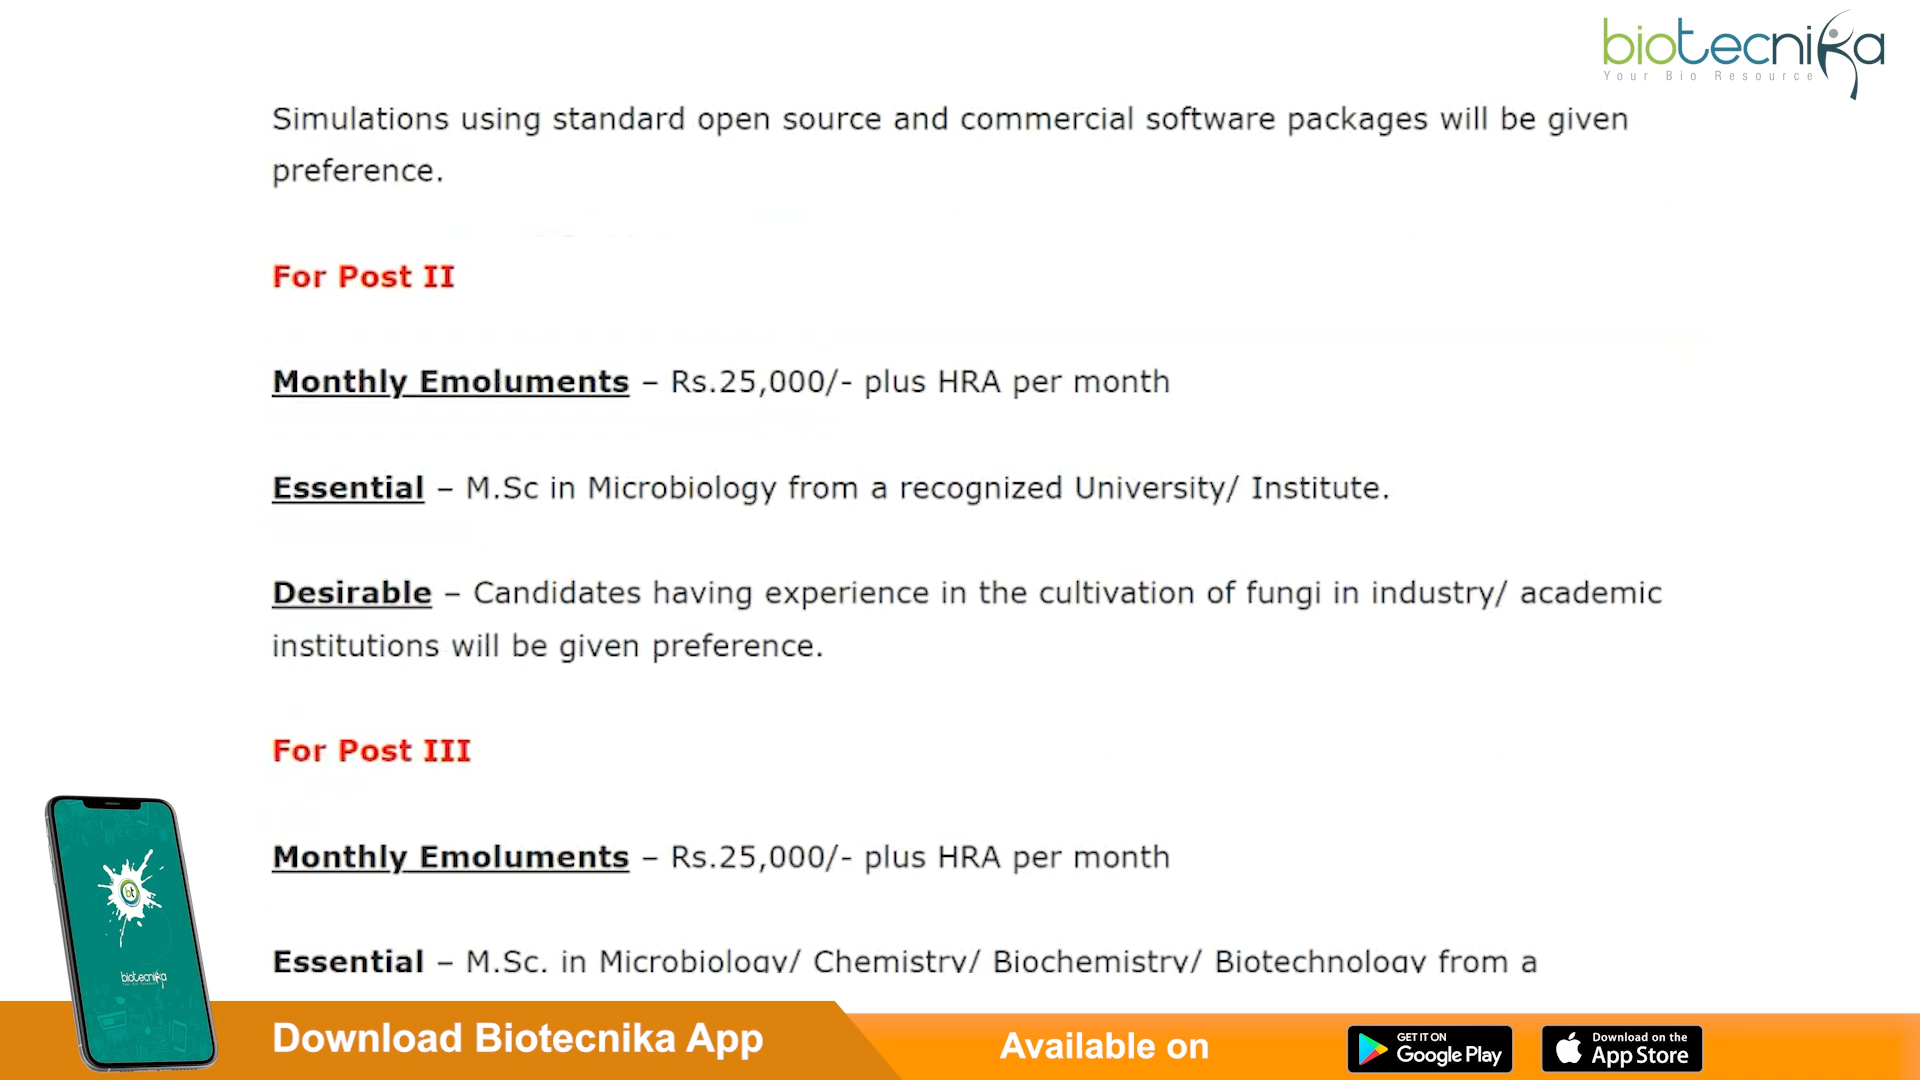 biotecnika
Your Bio Resource
Simulations using standard open source and commercial software packages will be given
preference.
For Post II
Monthly Emoluments – Rs.25,000/- plus HRA per month
Essential – M.Sc in Microbiology from a recognized University/ Institute.
Desirable – Candidates having experience in the cultivation of fungi in industry/ academic
institutions will be given preference.
For Post III
Monthly Emoluments – Rs.25,000/- plus HRA per month
Essential – M.Sc. in Microbiology/ Chemistry/ Biochemistry/ Biotechnology from a
bt
biotecnika
Download Biotecnika App
Available on
GET IT ON
Google Play
Download on the
App Store